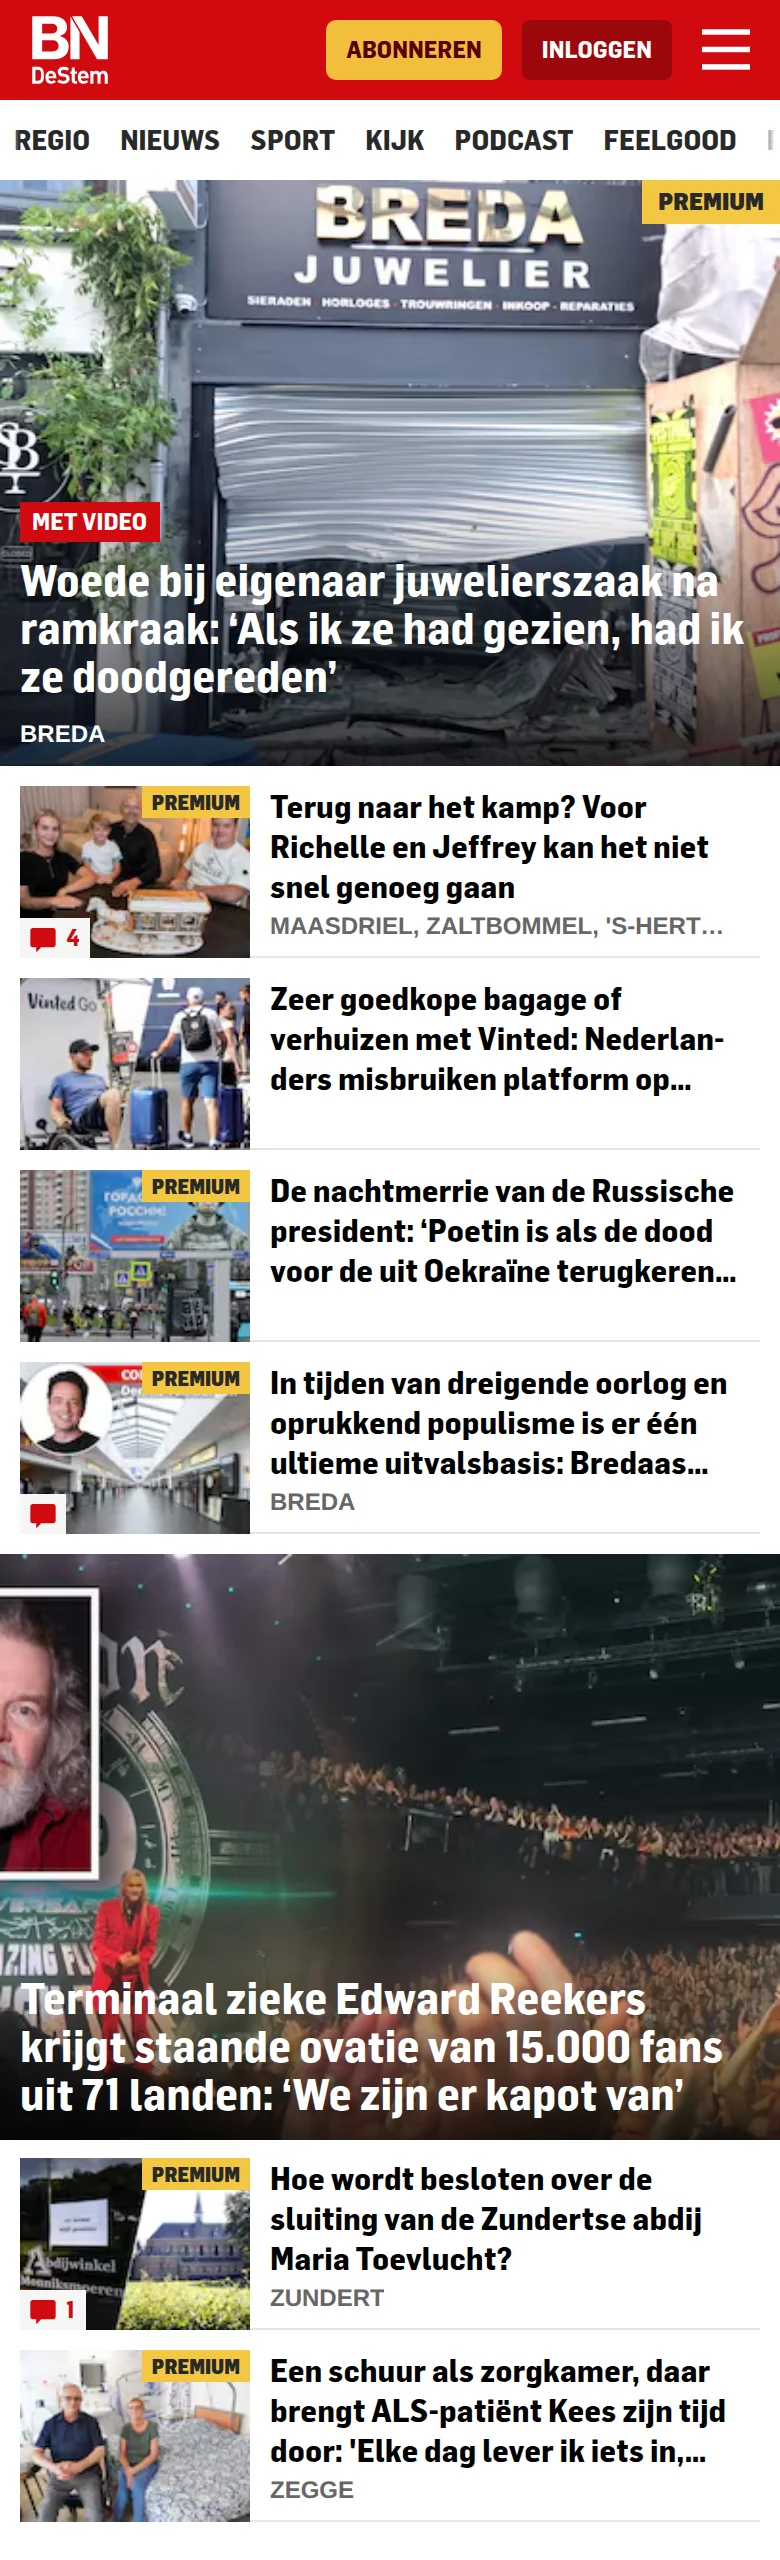 BN
DeStem
ABONNEREN
INLOGGEN
REGIO NIEUWS SPORT KIJK PODCAST FEELGOOD
PREMIUM
BREDA
JUWELIER
SIERADEN · HORLOGES · TROUWRINGEN · INKOOP · REPARATIES
MET VIDEO
Woede bij eigenaar juwelierszaak na
ramkraak: ‘Als ik ze had gezien, had ik
ze doodgereden’
BREDA
PREMIUM
4
Terug naar het kamp? Voor
Richelle en Jeffrey kan het niet
snel genoeg gaan
MAASDRIEL, ZALTBOMMEL, 'S-HERT...
Vinted Go
Zeer goedkope bagage of
verhuizen met Vinted: Nederlan-
ders misbruiken platform op...
PREMIUM
De nachtmerrie van de Russische
president: ‘Poetin is als de dood
voor de uit Oekraïne terugkeren...
PREMIUM
In tijden van dreigende oorlog en
oprukkend populisme is er één
ultieme uitvalsbasis: Bredaas...
BREDA
Terminaal zieke Edward Reekers
krijgt staande ovatie van 15.000 fans
uit 71 landen: ‘We zijn er kapot van’
PREMIUM
Abdijwinkel
1
Hoe wordt besloten over de
sluiting van de Zundertse abdij
Maria Toevlucht?
ZUNDERT
PREMIUM
Een schuur als zorgkamer, daar
brengt ALS-patiënt Kees zijn tijd
door: 'Elke dag lever ik iets in,...
ZEGGE